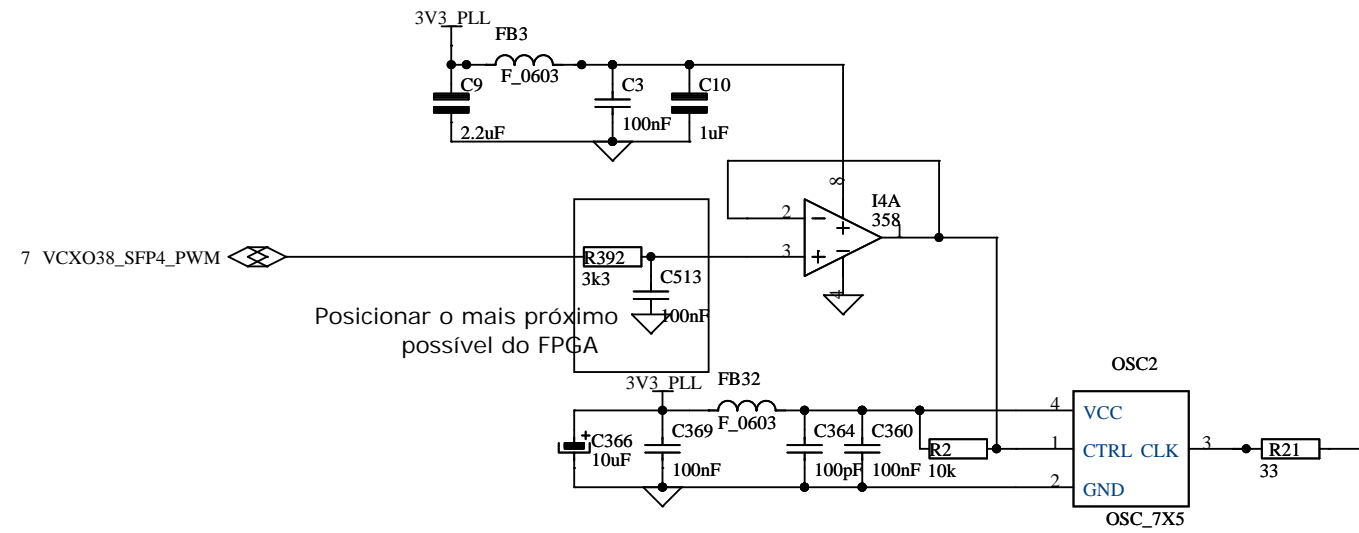 3V3_PLL
FB3
F_0603
C9
C3
C10
2.2uF
100nF
1uF
8
I4A
358
2
1
3
4
7 VCXO38_SFP4_PWM
R392
3k3
C513
100nF
Posicionar o mais próximo
possível do FPGA
OSC2
3V3_PLL
FB32
F_0603
4
VCC
C366
10uF
C369
100nF
C364
100pF
C360
100nF
R2
10k
1
CTRL
CLK
3
R21
33
2
GND
OSC_7X5